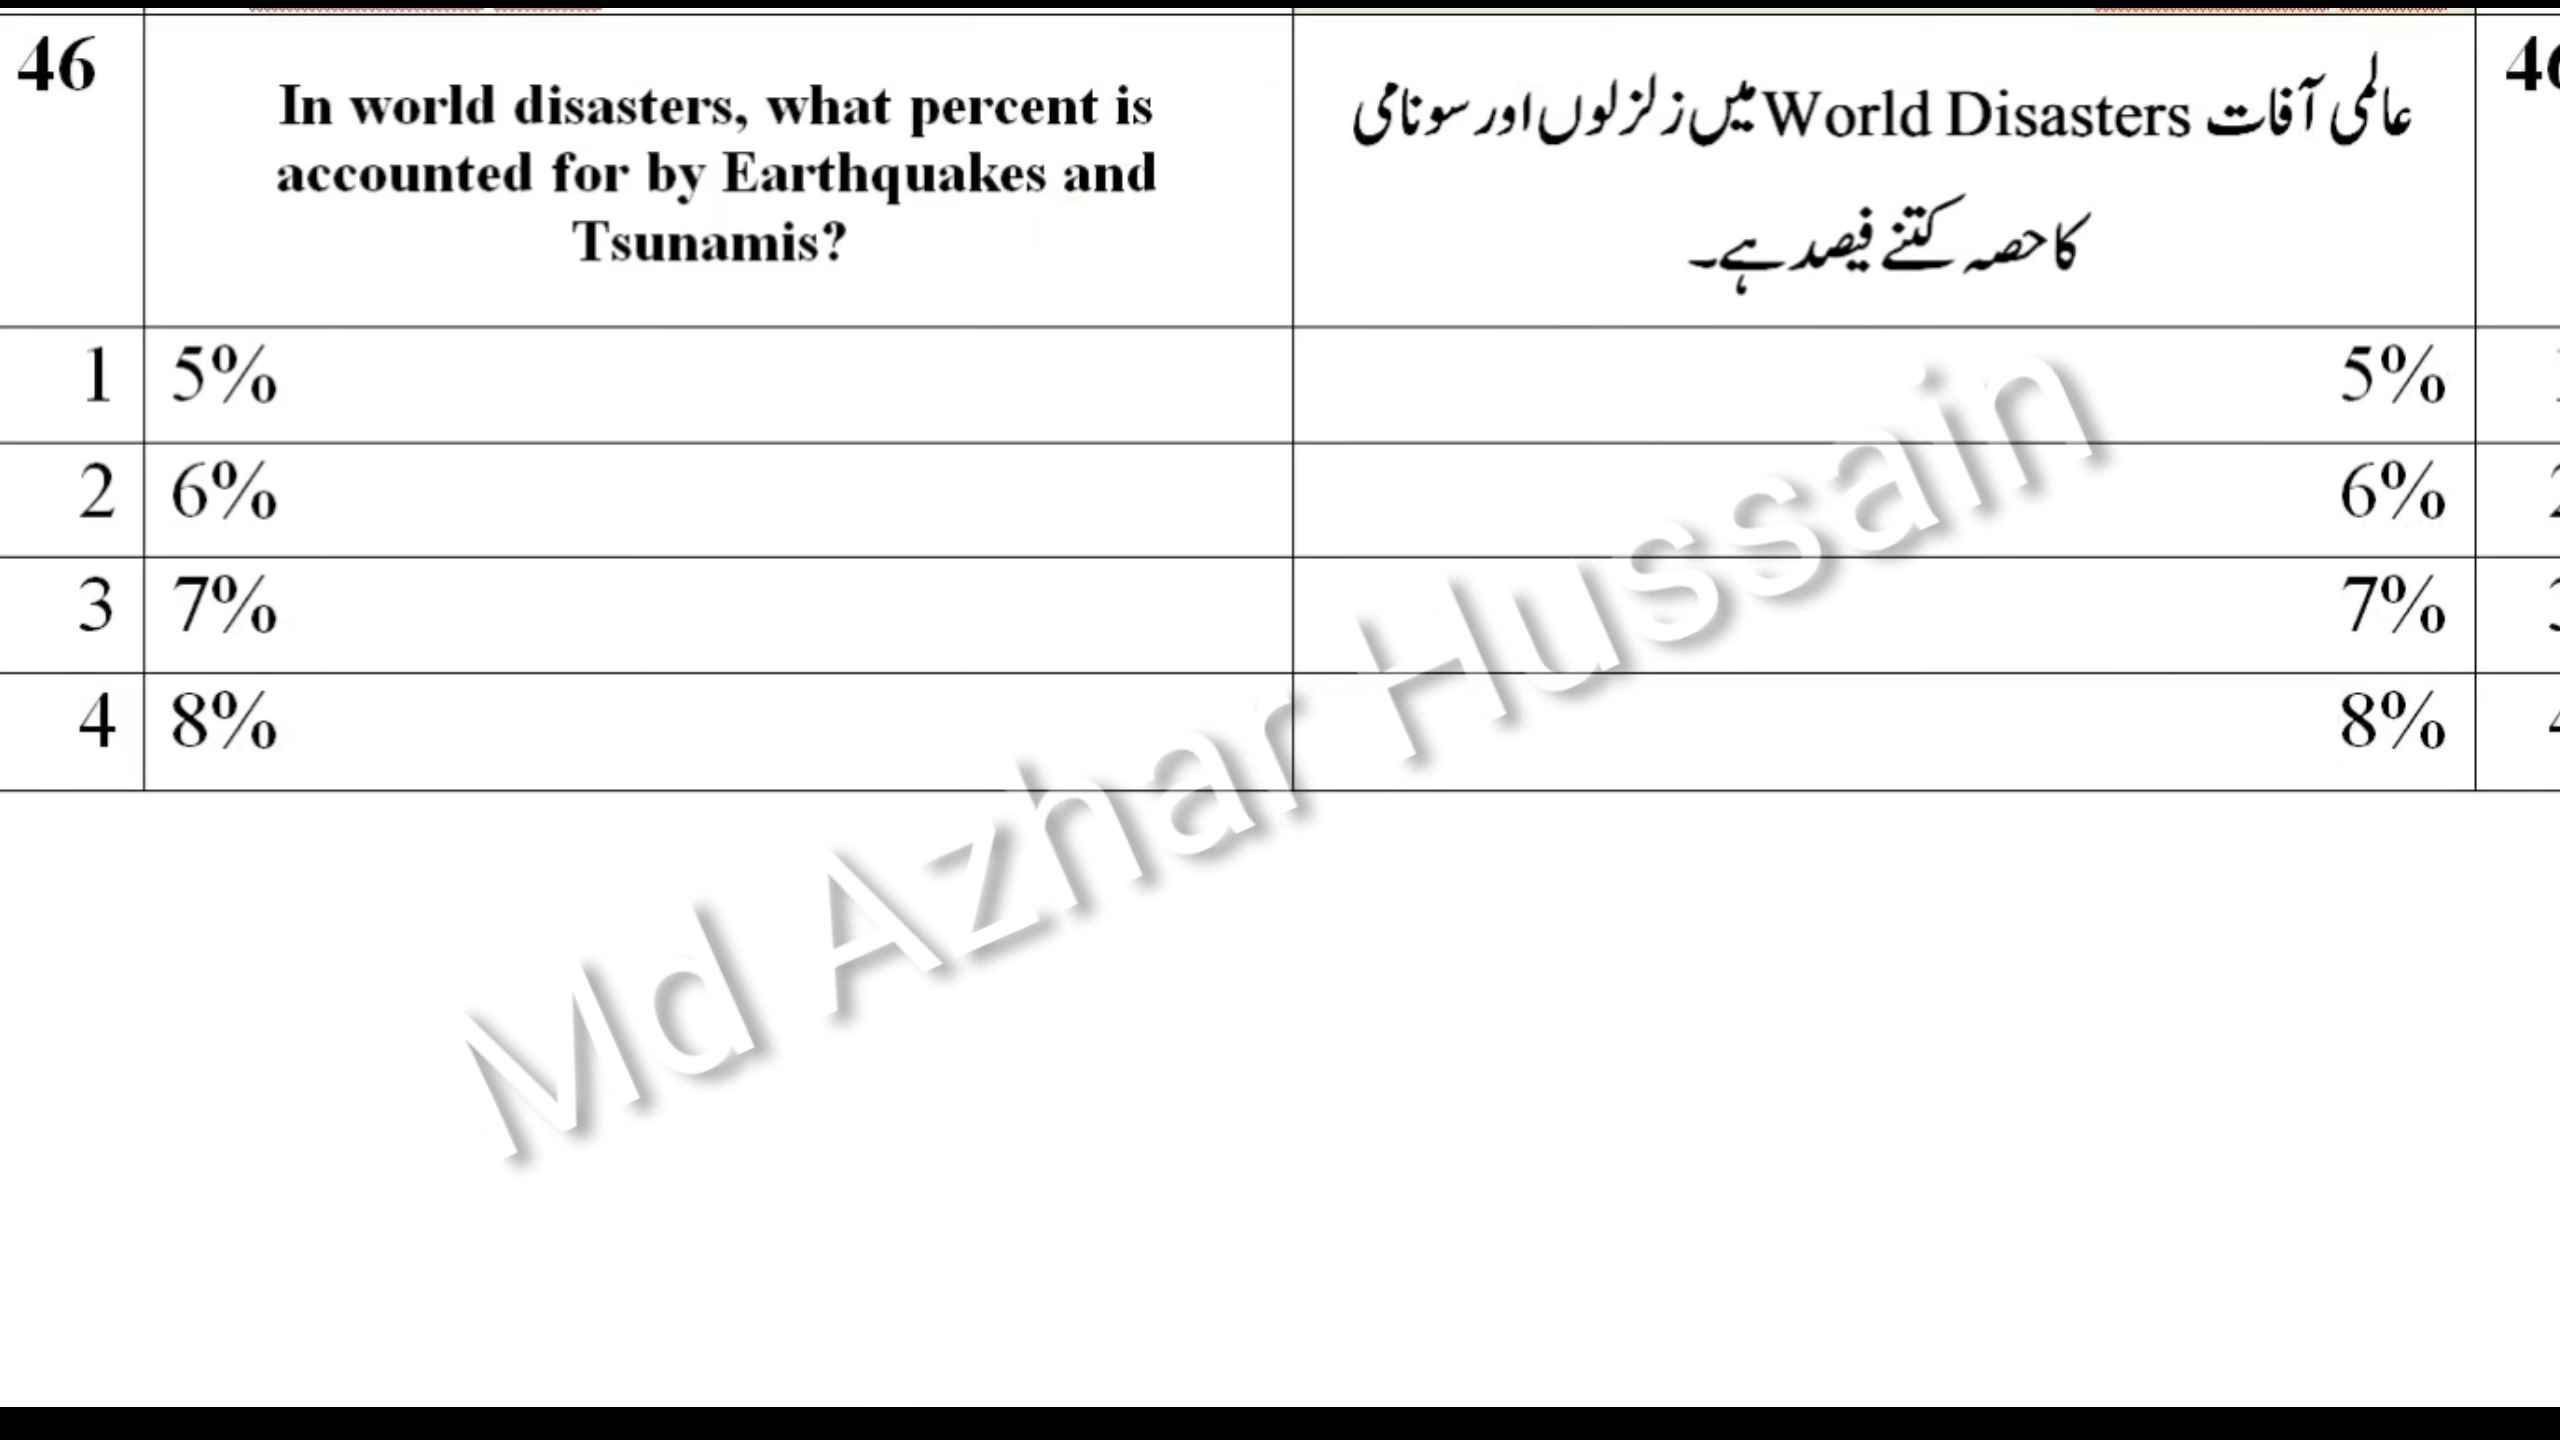 46
In world disasters, what percent is
accounted for by Earthquakes and
Tsunamis?
عالمی آفات World Disasters میں زلزلوں اور سونامی
کا حصہ کتنے فیصد ہے۔
1 5% 5%
2 6% 6%
3 7% 7%
4 8% 8%
Md Azhar Hussain